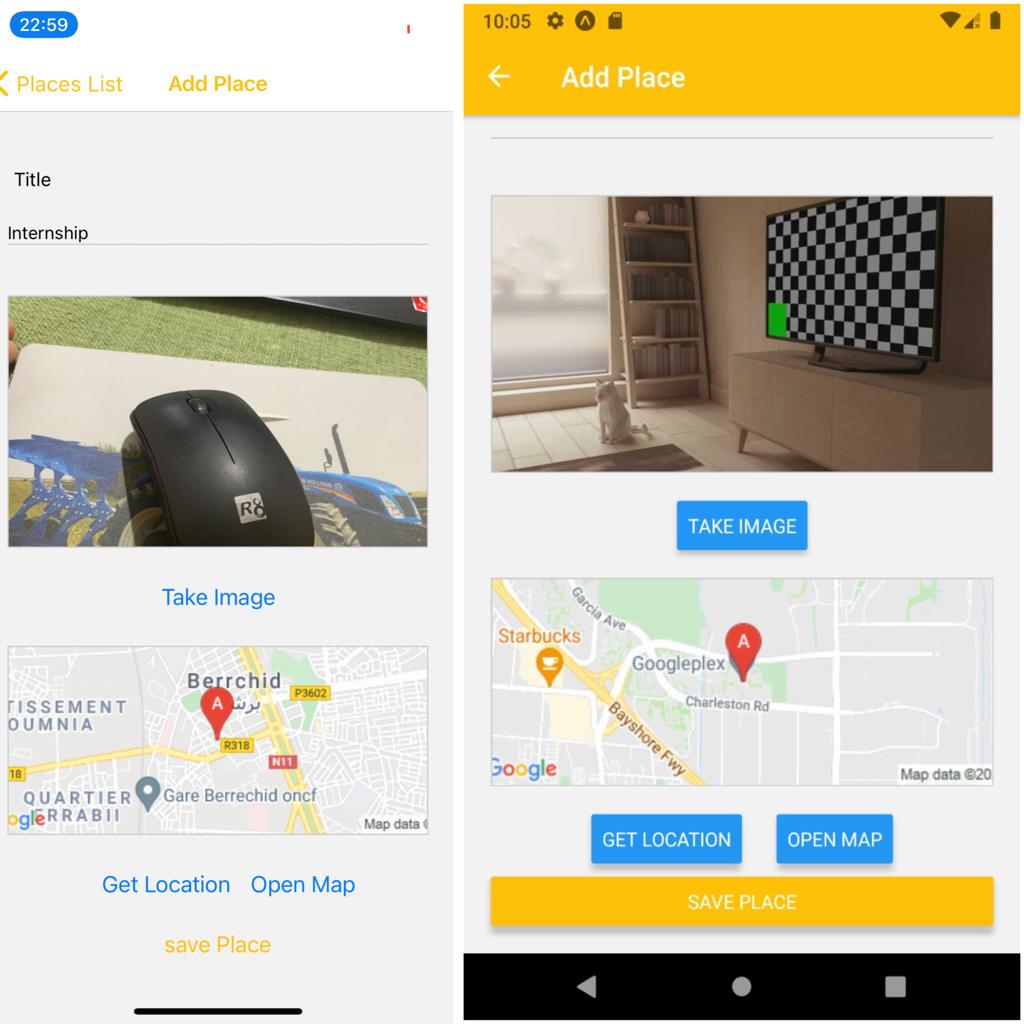 22:59
Places List
Add Place
Title
Internship
R8
Take Image
Berrchid
P3602
TISSEMENT
OUMNIA
R318
N11
18
QUARTIER
ERRABII
Gare Berrechid oncf
ogle
Map data
Get Location
Open Map
save Place
10:05
Add Place
TAKE IMAGE
Garcia Ave
Starbucks
Googleplex
A
Charleston Rd
Bayshore Fwy
Google
Map data ©20
GET LOCATION
OPEN MAP
SAVE PLACE